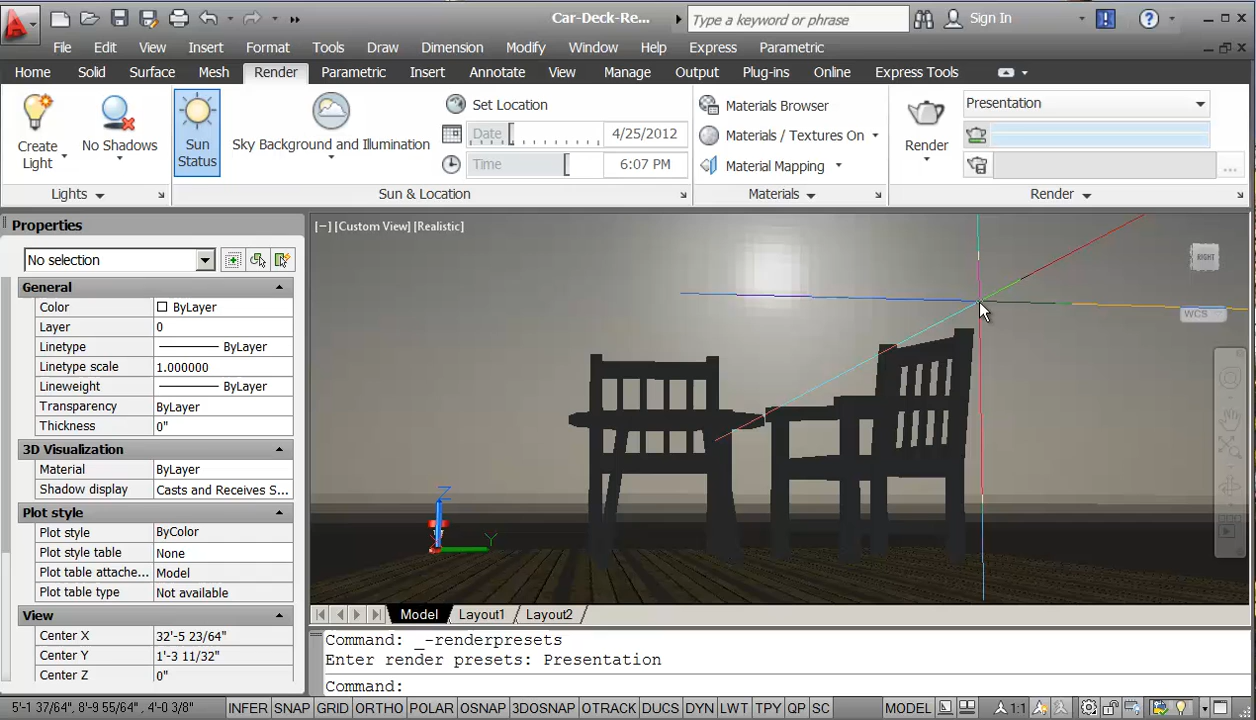 Car-Deck-Re...
Type a keyword or phrase
Sign In
File Edit View Insert Format Tools Draw Dimension Modify Window Help Express Parametric
Home Solid Surface Mesh Render Parametric Insert Annotate View Manage Output Plug-ins Online Express Tools
Create Light
No Shadows
Sun Status
Sky Background and Illumination
Set Location
Date 4/25/2012
Time 6:07 PM
Materials Browser
Materials / Textures On
Material Mapping
Render
Presentation
...
Lights
Sun & Location
Materials
Render
Properties
No selection
General
Color ByLayer
Layer 0
Linetype ByLayer
Linetype scale 1.000000
Lineweight ByLayer
Transparency ByLayer
Thickness 0"
3D Visualization
Material ByLayer
Shadow display Casts and Receives S...
Plot style
Plot style ByColor
Plot style table None
Plot table attache... Model
Plot table type Not available
View
Center X 32'-5 23/64"
Center Y 1'-3 11/32"
Center Z 0"
[−] [Custom View] [Realistic]
RIGHT
WCS
Z
Y
Model Layout1 Layout2
Command: _-renderpresets
Enter render presets: Presentation
Command:
5'-1 37/64", 8'-9 55/64", 4'-0 3/8" INFER SNAP GRID ORTHO POLAR OSNAP 3DOSNAP OTRACK DUCS DYN LWT TPY QP SC MODEL 1:1